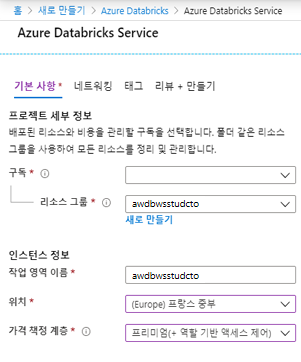 홈 > 새로 만들기 > Azure Databricks > Azure Databricks Service
Azure Databricks Service
기본 사항 * 네트워킹 태그 리뷰 + 만들기
프로젝트 세부 정보
배포된 리소스와 비용을 관리할 구독을 선택합니다. 폴더 같은 리소스
그룹을 사용하여 모든 리소스를 정리 및 관리합니다.
구독 *
리소스 그룹 * awdbwsstudcto
새로 만들기
인스턴스 정보
작업 영역 이름 * awdbwsstudcto
위치 * (Europe) 프랑스 중부
가격 책정 계층 * 프리미엄(+ 역할 기반 액세스 제어)